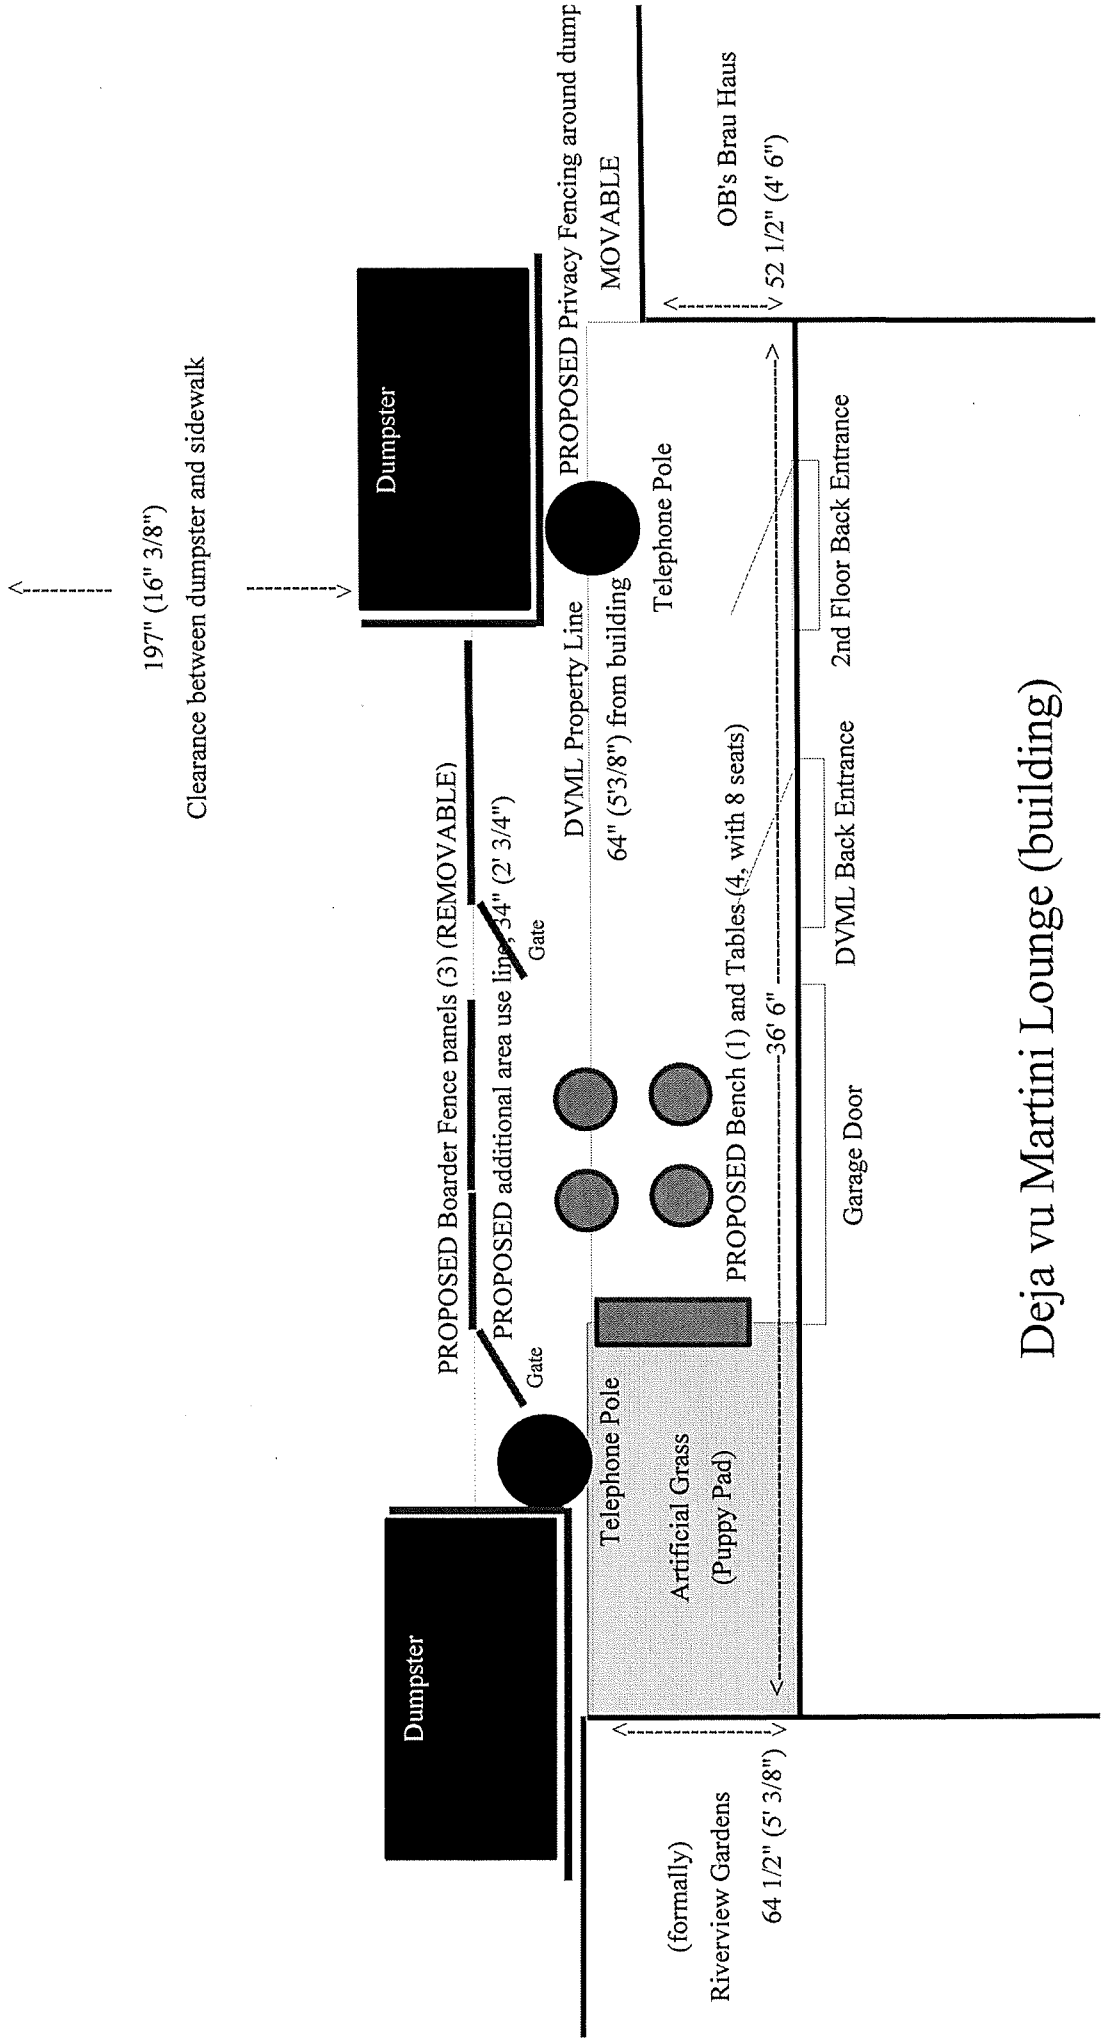 197" (16" 3/8")
Clearance between dumpster and sidewalk
Dumpster
Dumpster
PROPOSED Boarder Fence panels (3) (REMOVABLE)
PROPOSED additional area use line, 34" (2' 3/4")
Gate
Gate
PROPOSED Privacy Fencing around dump
MOVABLE
DVML Property Line
64" (5'3/8") from building
Telephone Pole
Telephone Pole
Artificial Grass
(Puppy Pad)
PROPOSED Bench (1) and Tables (4, with 8 seats)
36' 6"
(formally)
Riverview Gardens
64 1/2" (5' 3/8")
OB's Brau Haus
52 1/2" (4' 6")
Garage Door
DVML Back Entrance
2nd Floor Back Entrance
Deja vu Martini Lounge (building)